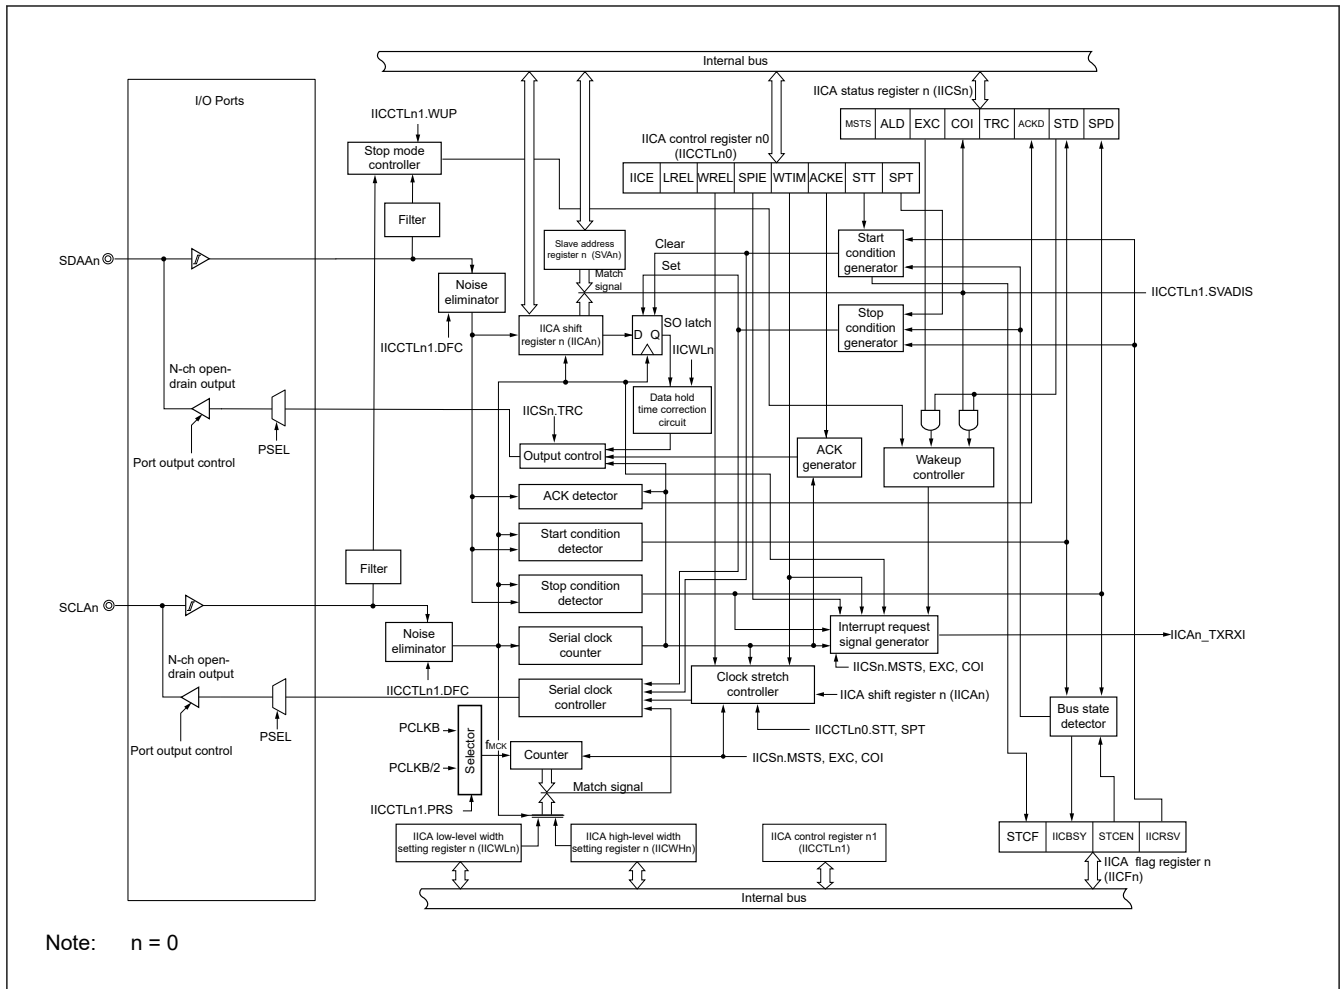 Internal bus
I/O Ports
IICA status register n (IICSn)
IICCTLn1.WUP
MSTS ALD EXC COI TRC ACKD STD SPD
Stop mode
controller
IICA control register n0
(IICCTLn0)
IICE LREL WREL SPIE WTIM ACKE STT SPT
Filter
Slave address
register n (SVAn)
Clear
Set
Start
condition
generator
SDAAn
Noise
eliminator
Match
signal
IICCTLn1.SVADIS
IICCTLn1.DFC
IICA shift
register n (IICAn)
D Q
SO latch
Stop
condition
generator
IICWLn
N-ch open-
drain output
Data hold
time correction
circuit
IICSn.TRC
PSEL
Port output control
Output control
ACK
generator
Wakeup
controller
ACK detector
Start condition
detector
Filter
Stop condition
detector
SCLAn
Noise
eliminator
Serial clock
counter
Interrupt request
signal generator
IICAn_TXRXI
IICSn.MSTS, EXC, COI
N-ch open-
drain output
IICCTLn1.DFC
Serial clock
controller
Clock stretch
controller
IICA shift register n (IICAn)
Bus state
detector
IICCTLn0.STT, SPT
PSEL
Port output control
PCLKB
PCLKB/2
Selector
fMCK
Counter
IICSn.MSTS, EXC, COI
Match signal
IICCTLn1.PRS
IICA low-level width
setting register n (IICWLn)
IICA high-level width
setting register n (IICWHn)
IICA control register n1
(IICCTLn1)
STCF IICBSY STCEN IICRSV
IICA flag register n
(IICFn)
Internal bus
Note: n = 0